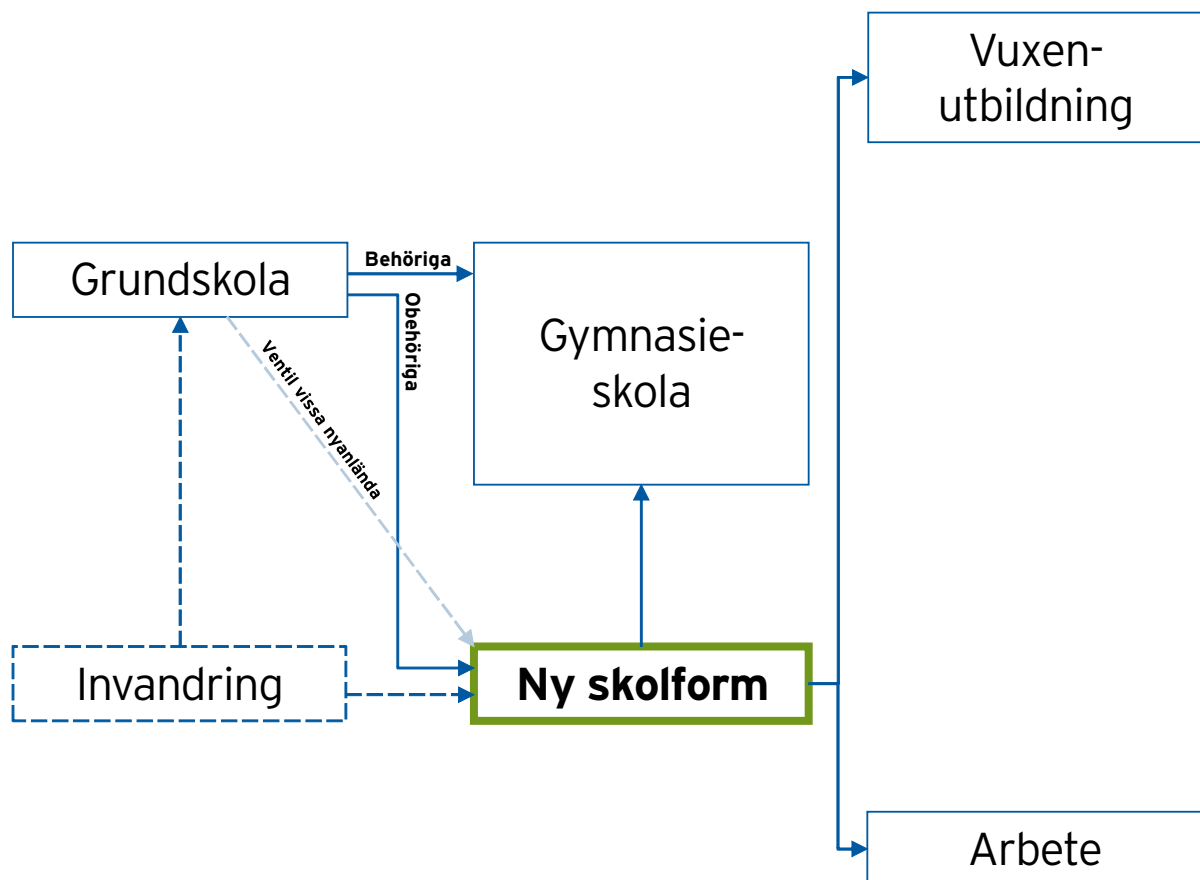 Vuxen-
utbildning
Behöriga
Grundskola
Obehöriga
Ventil vissa nyanlända
Gymnasie-
skola
Invandring
Ny skolform
Arbete